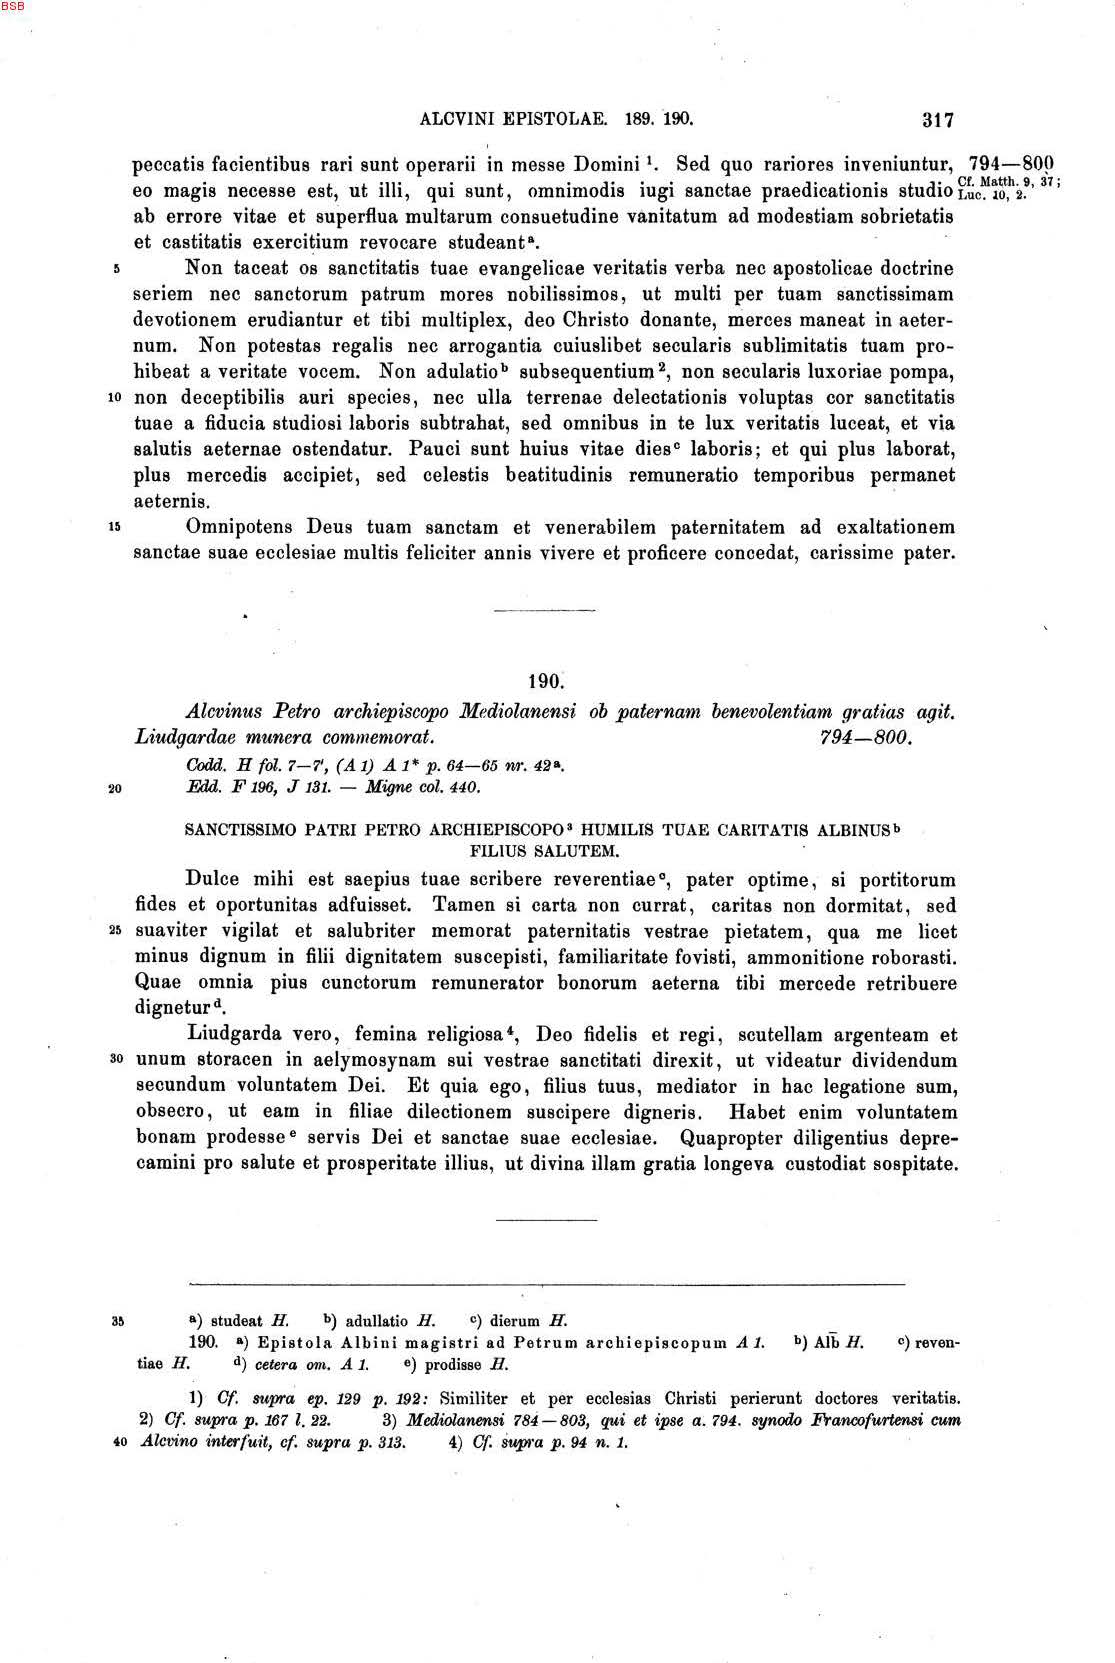 BSB
ALCVINI EPISTOLAE. 189. 190. 317
peccatis facientibus rari sunt operarii in messe Domini ¹. Sed quo rariores inveniuntur, 794—800
eo magis necesse est, ut illi, qui sunt, omnimodis iugi sanctae praedicationis studio Cf. Matth. 9, 37; Luc. 10, 2.
ab errore vitae et superflua multarum consuetudine vanitatum ad modestiam sobrietatis
et castitatis exercitium revocare studeantᵃ.
5 Non taceat os sanctitatis tuae evangelicae veritatis verba nec apostolicae doctrine
seriem nec sanctorum patrum mores nobilissimos, ut multi per tuam sanctissimam
devotionem erudiantur et tibi multiplex, deo Christo donante, merces maneat in aeter-
num. Non potestas regalis nec arrogantia cuiuslibet secularis sublimitatis tuam pro-
hibeat a veritate vocem. Non adulatioᵇ subsequentium², non secularis luxoriae pompa,
10 non deceptibilis auri species, nec ulla terrenae delectationis voluptas cor sanctitatis
tuae a fiducia studiosi laboris subtrahat, sed omnibus in te lux veritatis luceat, et via
salutis aeternae ostendatur. Pauci sunt huius vitae diesᶜ laboris; et qui plus laborat,
plus mercedis accipiet, sed celestis beatitudinis remuneratio temporibus permanet
aeternis.
15 Omnipotens Deus tuam sanctam et venerabilem paternitatem ad exaltationem
sanctae suae ecclesiae multis feliciter annis vivere et proficere concedat, carissime pater.
190.
Alcvinus Petro archiepiscopo Mediolanensi ob paternam benevolentiam gratias agit.
Liudgardae munera commemorat. 794—800.
Codd. H fol. 7—7', (A 1) A 1* p. 64—65 nr. 42ᵃ.
20 Edd. F 196, J 131. — Migne col. 440.
SANCTISSIMO PATRI PETRO ARCHIEPISCOPO³ HUMILIS TUAE CARITATIS ALBINUSᵇ
FILIUS SALUTEM.
Dulce mihi est saepius tuae scribere reverentiaeᶜ, pater optime, si portitorum
fides et oportunitas adfuisset. Tamen si carta non currat, caritas non dormitat, sed
25 suaviter vigilat et salubriter memorat paternitatis vestrae pietatem, qua me licet
minus dignum in filii dignitatem suscepisti, familiaritate fovisti, ammonitione roborasti.
Quae omnia pius cunctorum remunerator bonorum aeterna tibi mercede retribuere
digneturᵈ.
Liudgarda vero, femina religiosa⁴, Deo fidelis et regi, scutellam argenteam et
30 unum storacen in aelymosynam sui vestrae sanctitati direxit, ut videatur dividendum
secundum voluntatem Dei. Et quia ego, filius tuus, mediator in hac legatione sum,
obsecro, ut eam in filiae dilectionem suscipere digneris. Habet enim voluntatem
bonam prodesseᵉ servis Dei et sanctae suae ecclesiae. Quapropter diligentius depre-
camini pro salute et prosperitate illius, ut divina illam gratia longeva custodiat sospitate.
35 ᵃ) studeat H. ᵇ) adullatio H. ᶜ) dierum H.
190. ᵃ) Epistola Albini magistri ad Petrum archiepiscopum A 1. ᵇ) Alb̄ H. ᶜ) reven-
tiae H. ᵈ) cetera om. A 1. ᵉ) prodisse H.
1) Cf. supra ep. 129 p. 192: Similiter et per ecclesias Christi perierunt doctores veritatis.
2) Cf. supra p. 167 l. 22. 3) Mediolanensi 784—803, qui et ipse a. 794. synodo Francofurtensi cum
40 Alcvino interfuit, cf. supra p. 313. 4) Cf. supra p. 94 n. 1.